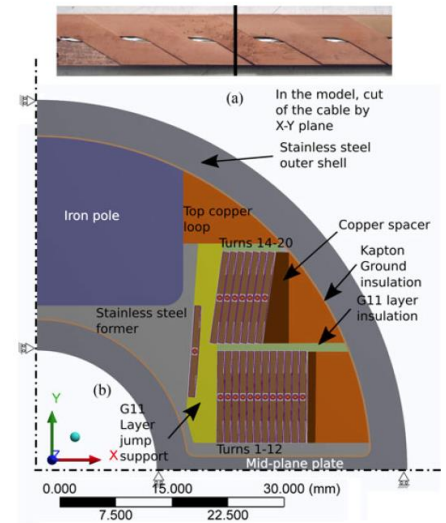 (a)
In the model, cut
of the cable by
X-Y plane
Stainless steel
outer shell
Iron pole
Top copper
loop
Copper spacer
Turns 14-20
Kapton
Ground
insulation
G11 layer
insulation
Stainless steel
former
(b)
Y
G11
Layer
jump
support
Z
X
Turns 1-12
Mid-plane plate
0.000
15.000
30.000 (mm)
7.500
22.500